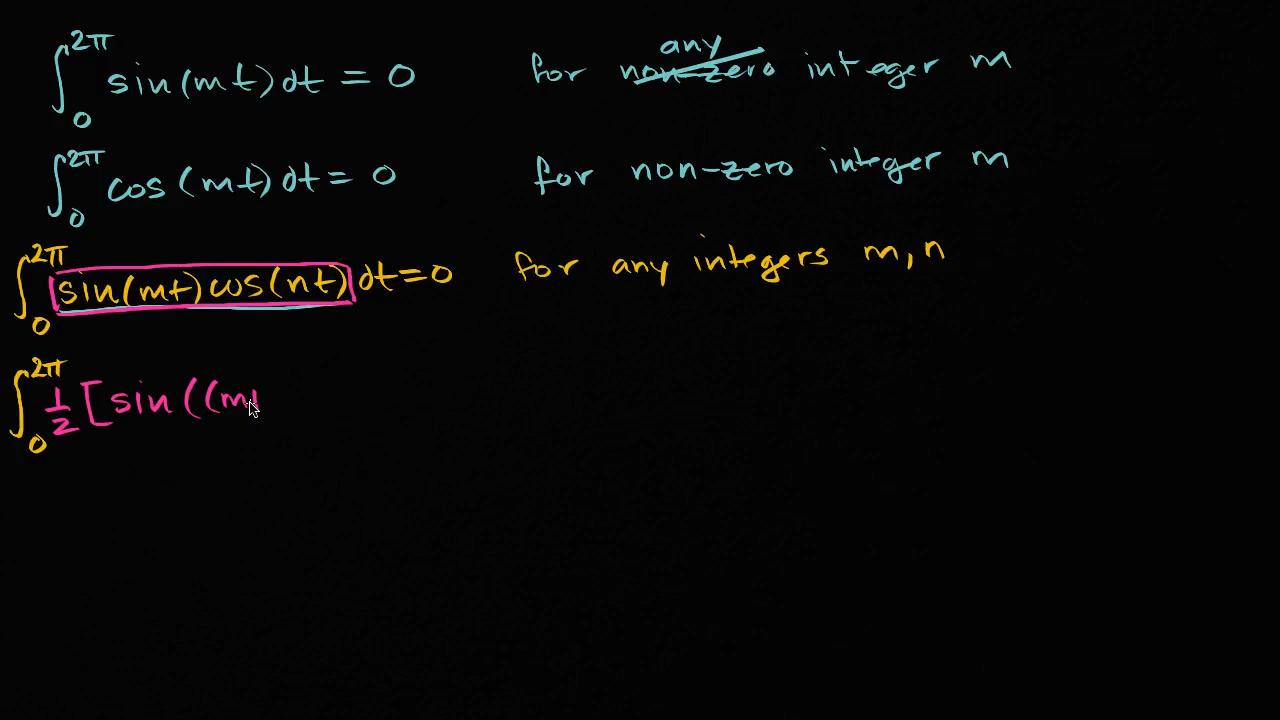 ∫₀^2π sin(mt)dt = 0 for any non-zero integer m
∫₀^2π cos(mt)dt = 0 for non-zero integer m
∫₀^2π sin(mt)cos(nt)dt=0 for any integers m,n
∫₀^2π 1/2 [sin((m